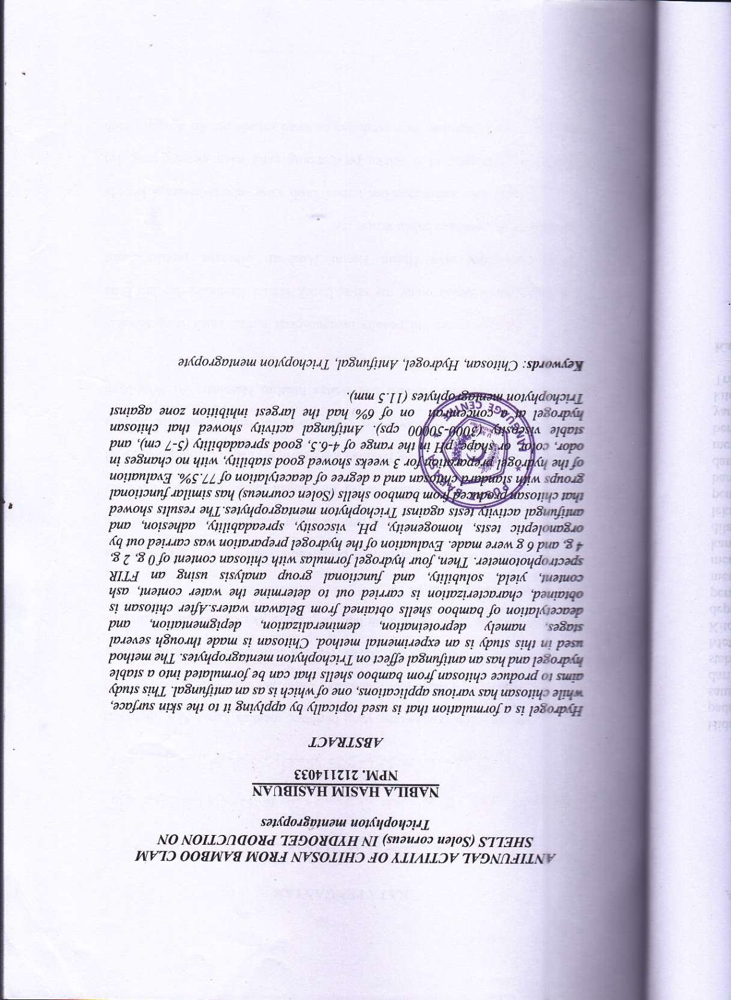 ANTIFUNGAL ACTIVITY OF CHITOSAN FROM BAMBOO CLAM
SHELLS (Solen corneus) IN HYDROGEL PRODUCTION ON
Trichophyton mentagropytes
NABILA HASIM HASIBUAN
NPM. 212114033
ABSTRACT
Hydrogel is a formulation that is used topically by applying it to the skin surface,
while chitosan has various applications, one of which is as an antifungal. This study
aims to produce chitosan from bamboo shells that can be formulated into a stable
hydrogel and has an antifungal effect on Trichophyton mentagrophytes. The method
used in this study is an experimental method. Chitosan is made through several
stages, namely deproteination, demineralization, depigmentation, and
deacetylation of bamboo shells obtained from Belawan waters.After chitosan is
obtained, characterization is carried out to determine the water content, ash
content, yield, solubility, and functional group analysis using an FTIR
spectrophotometer. Then, four hydrogel formulas with chitosan content of 0 g, 2 g,
4 g, and 6 g were made. Evaluation of the hydrogel preparation was carried out by
organoleptic tests, homogeneity, pH, viscosity, spreadability, adhesion, and
antifungal activity tests against Trichophyton mentagrophytes.The results showed
that chitosan produced from bamboo shells (Solen courneus) has similar functional
groups with standard chitosan and a degree of deacetylation of 77.5%. Evaluation
of the hydrogel preparation for 3 weeks showed good stability, with no changes in
odor, color, or shape, pH in the range of 4-6.5, good spreadability (5-7 cm), and
stable viscosity (3000-50000 cps). Antifungal activity showed that chitosan
hydrogel at a concentrati on of 6% had the largest inhibition zone against
Trichophyton mentagrophytes (11.5 mm).
Keywords: Chitosan, Hydrogel, Antifungal, Trichopyton mentagropyte
PUSAT BAHASA
LANGUAGE CENTRE